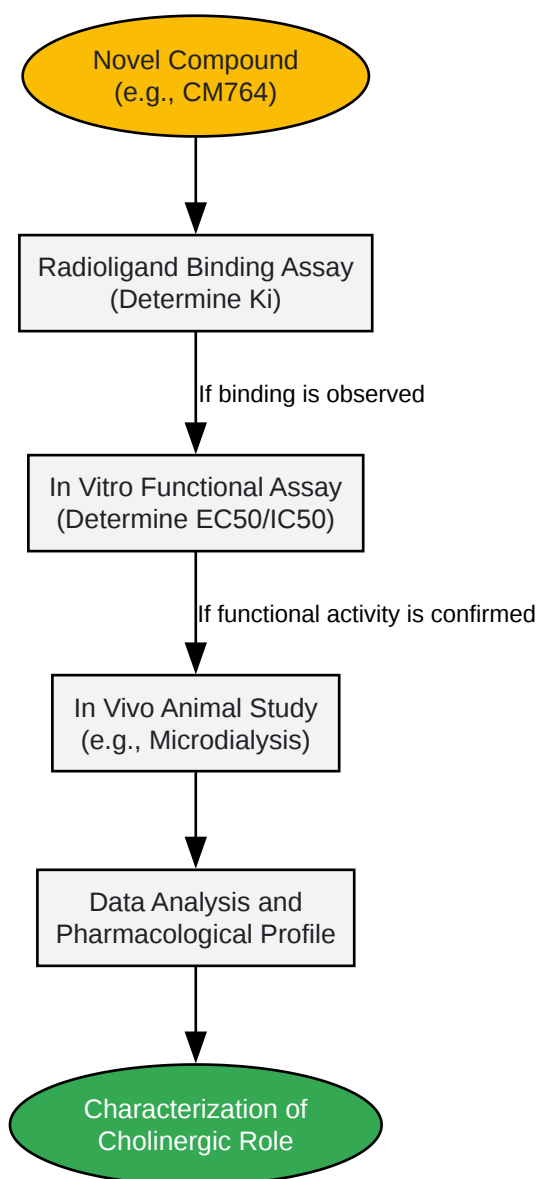 Novel Compound
(e.g., CM764)
Radioligand Binding Assay
(Determine Ki)
If binding is observed
In Vitro Functional Assay
(Determine EC50/IC50)
If functional activity is confirmed
In Vivo Animal Study
(e.g., Microdialysis)
Data Analysis and
Pharmacological Profile
Characterization of
Cholinergic Role